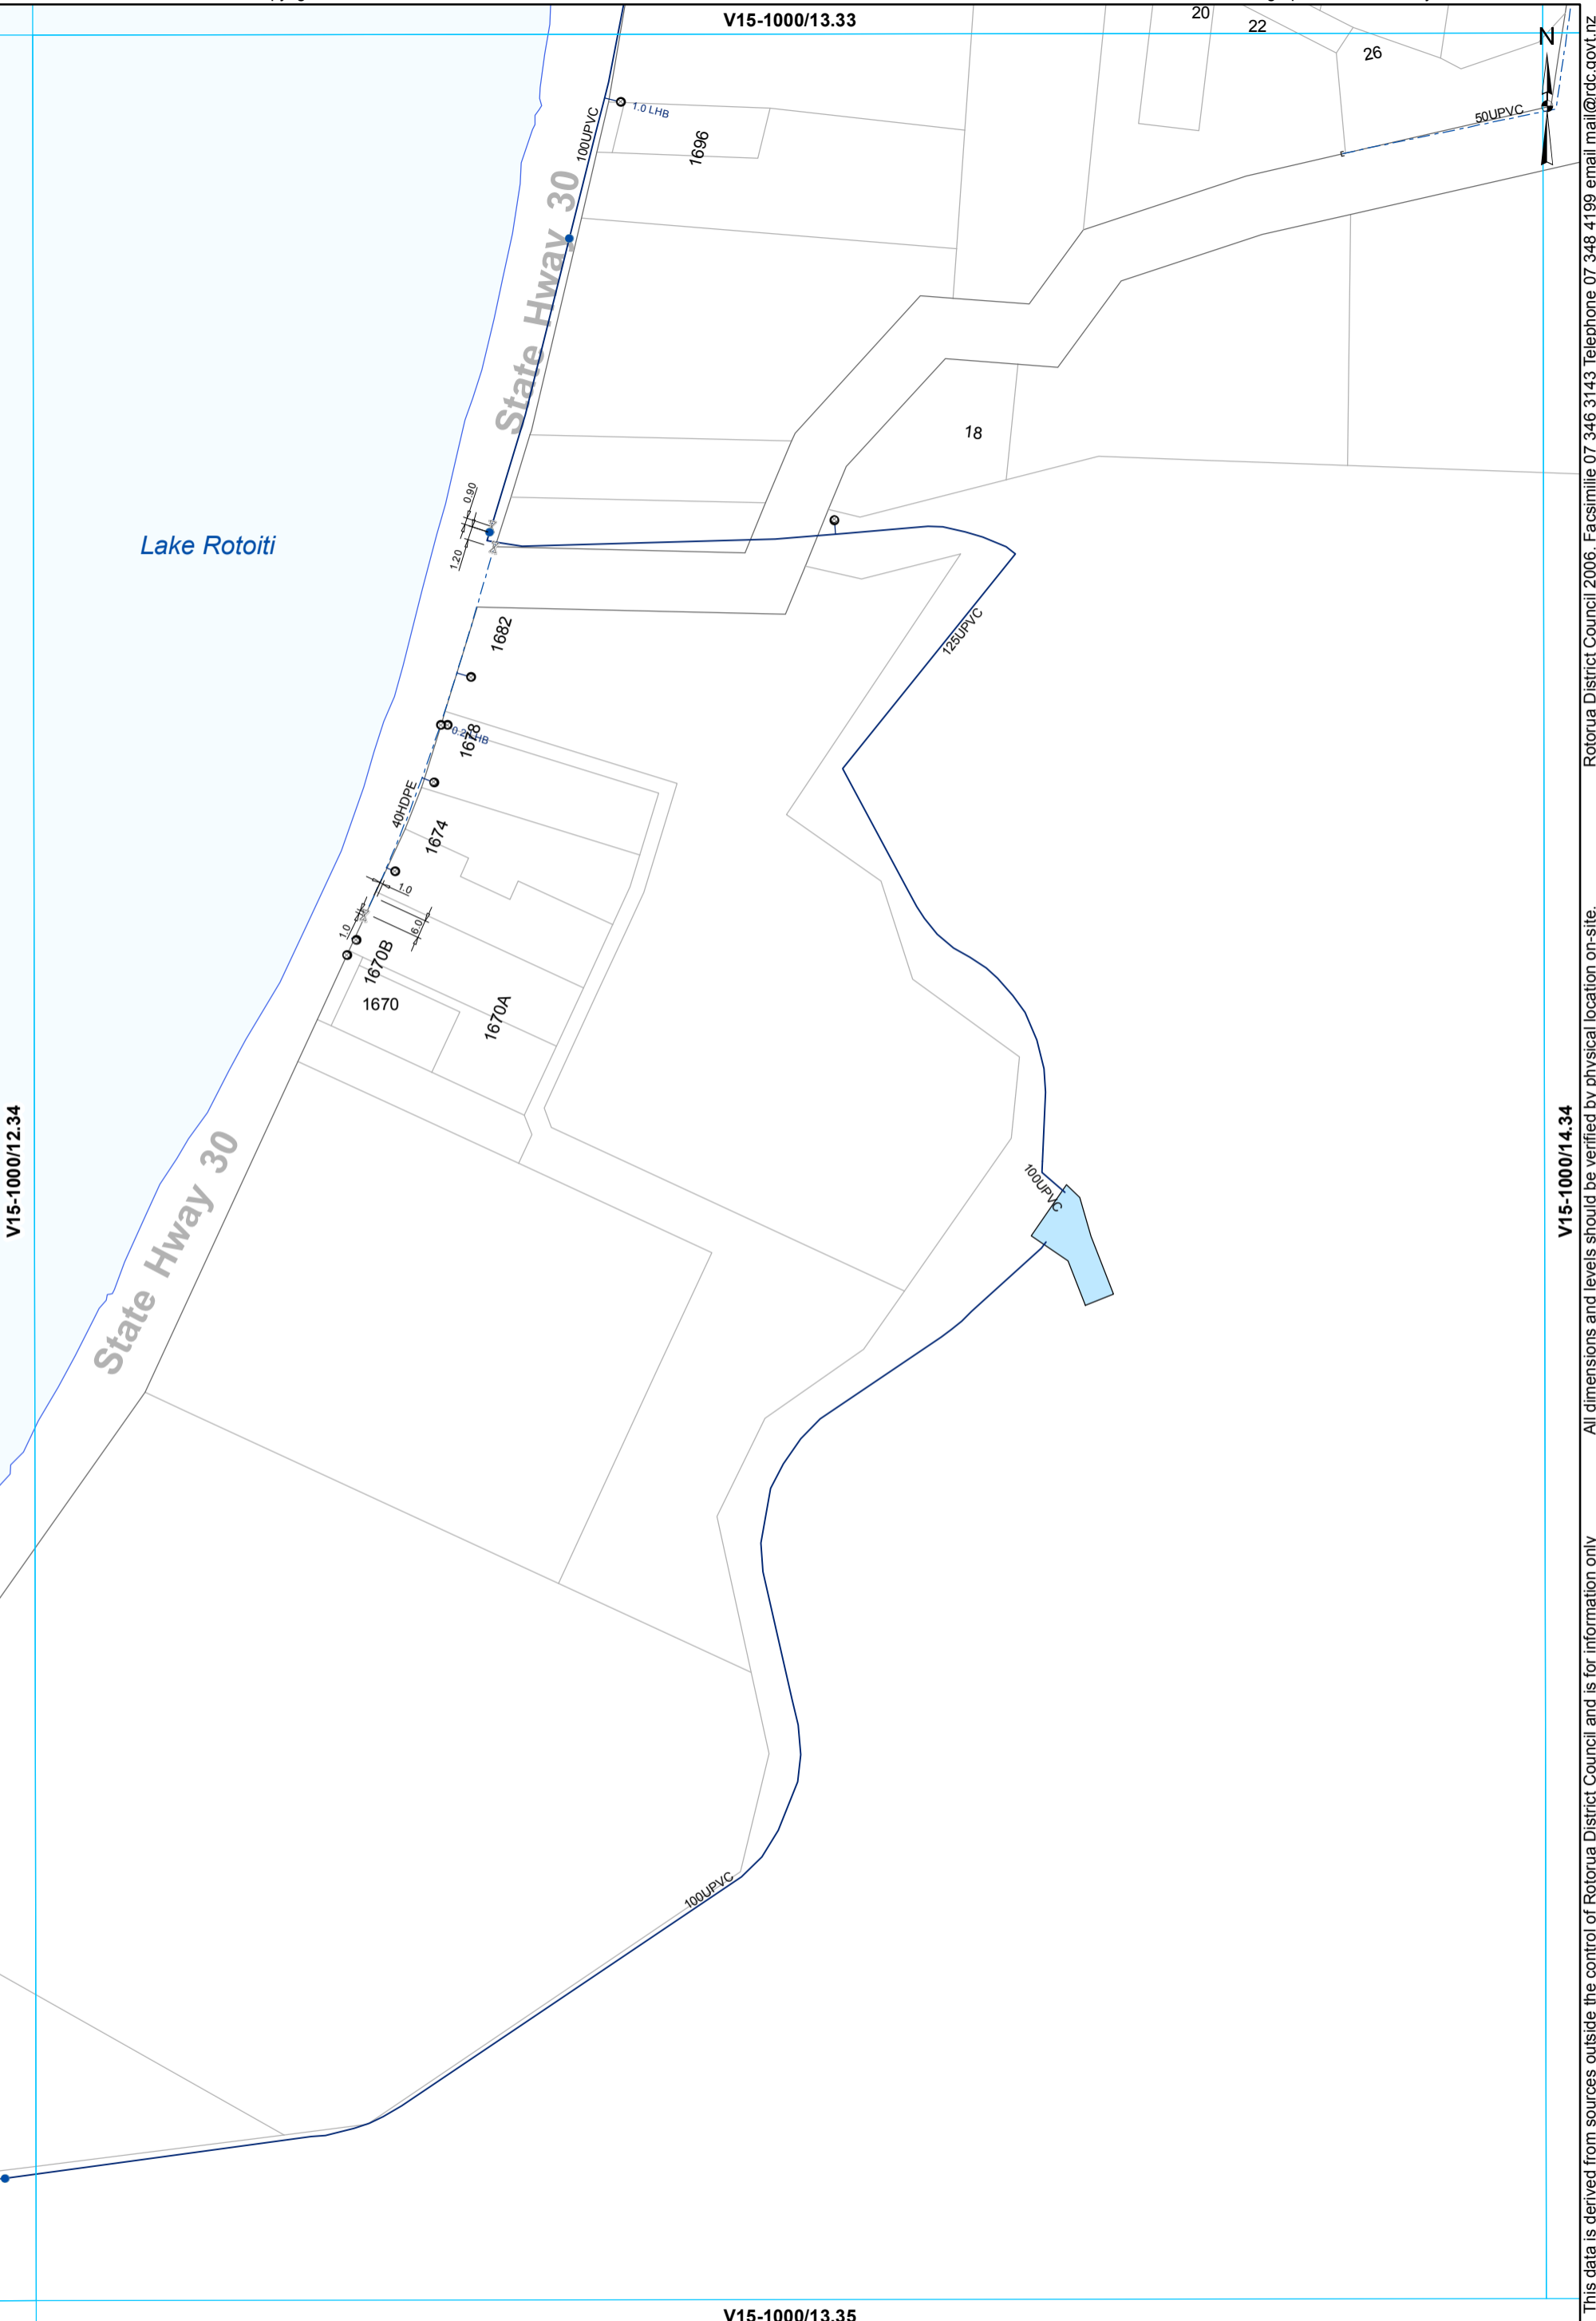 V15-1000/13.33
20
22
26
N
50UPVC
1.0 LHB
100UPVC
1696
State Hway 30
18
0.90
1.20
Lake Rotoiti
125UPVC
1682
1678
40HDPE
1674
1.0
6.0
1.0
1670B
1670
1670A
V15-1000/12.34
V15-1000/14.34
State Hway 30
100UPVC
100UPVC
V15-1000/13.35
Rotorua District Council 2006. Facsimilie 07 346 3143 Telephone 07 348 4199 email mail@rdc.govt.nz
All dimensions and levels should be verified by physical location on-site.
This data is derived from sources outside the control of Rotorua District Council and is for information only